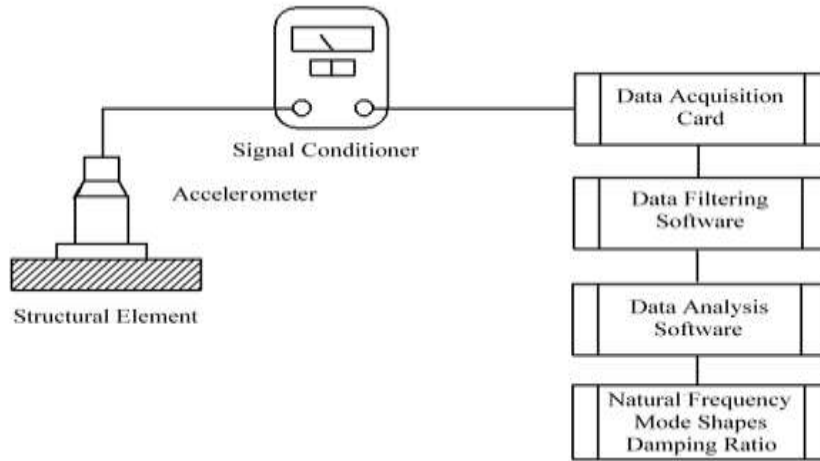 Signal Conditioner
Accelerometer
Structural Element
Data Acquisition
Card
Data Filtering
Software
Data Analysis
Software
Natural Frequency
Mode Shapes
Damping Ratio